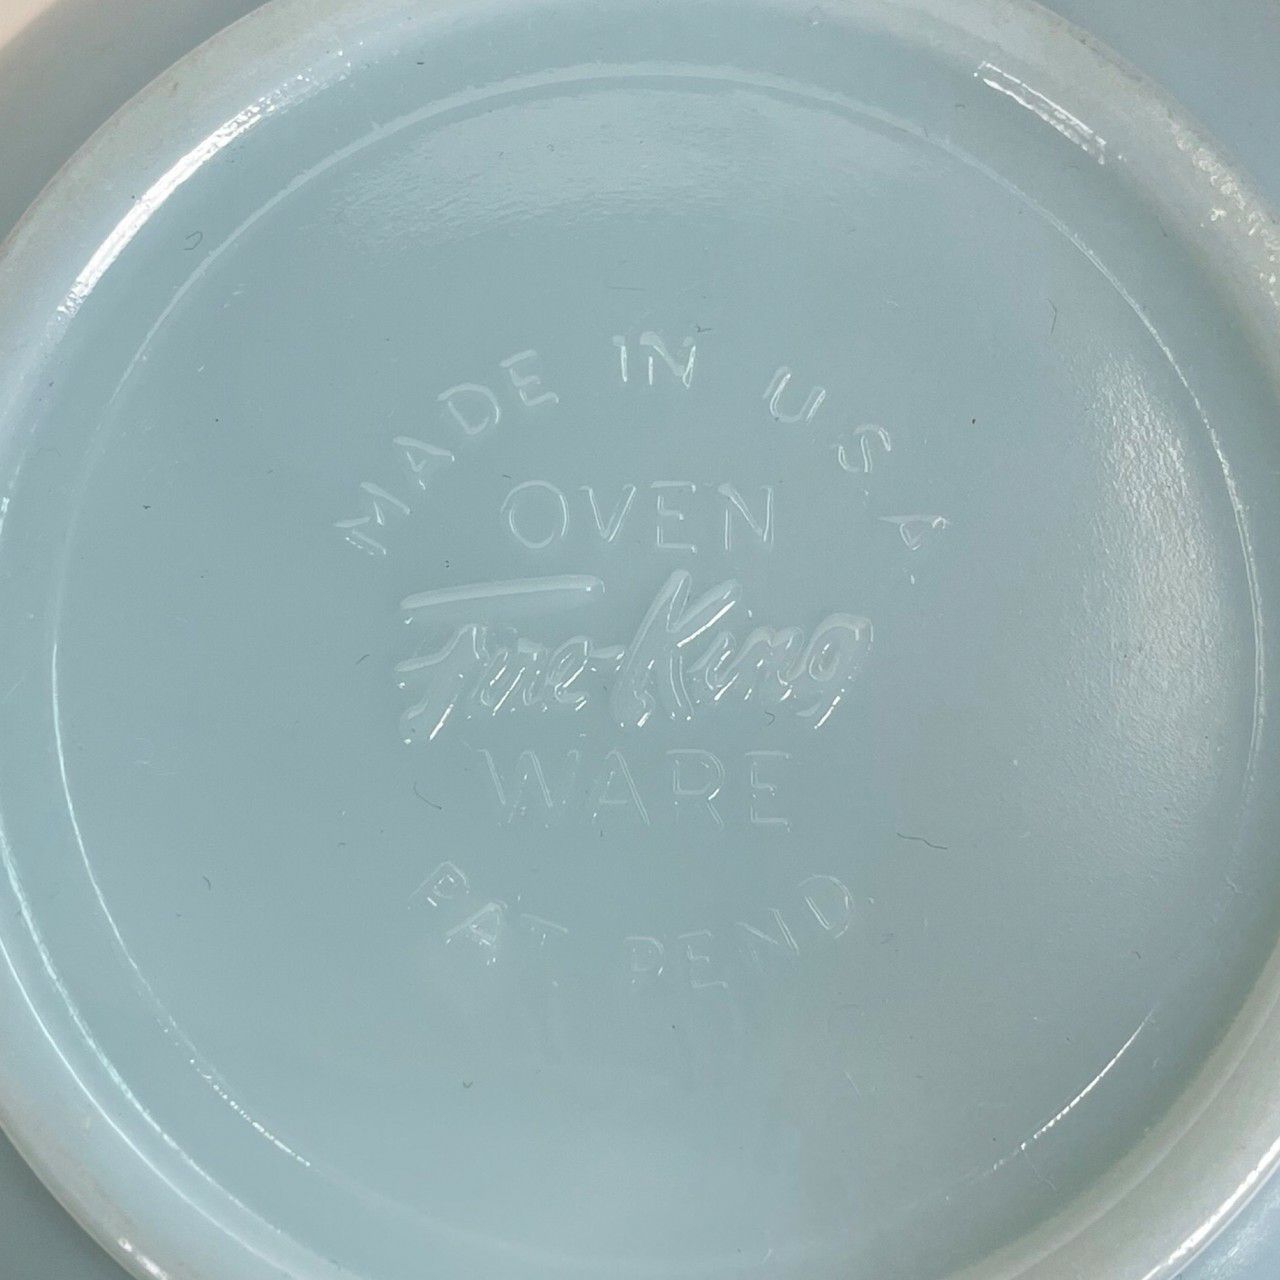 MADE IN U S A
OVEN
Fire-King
WARE
PAT PEND